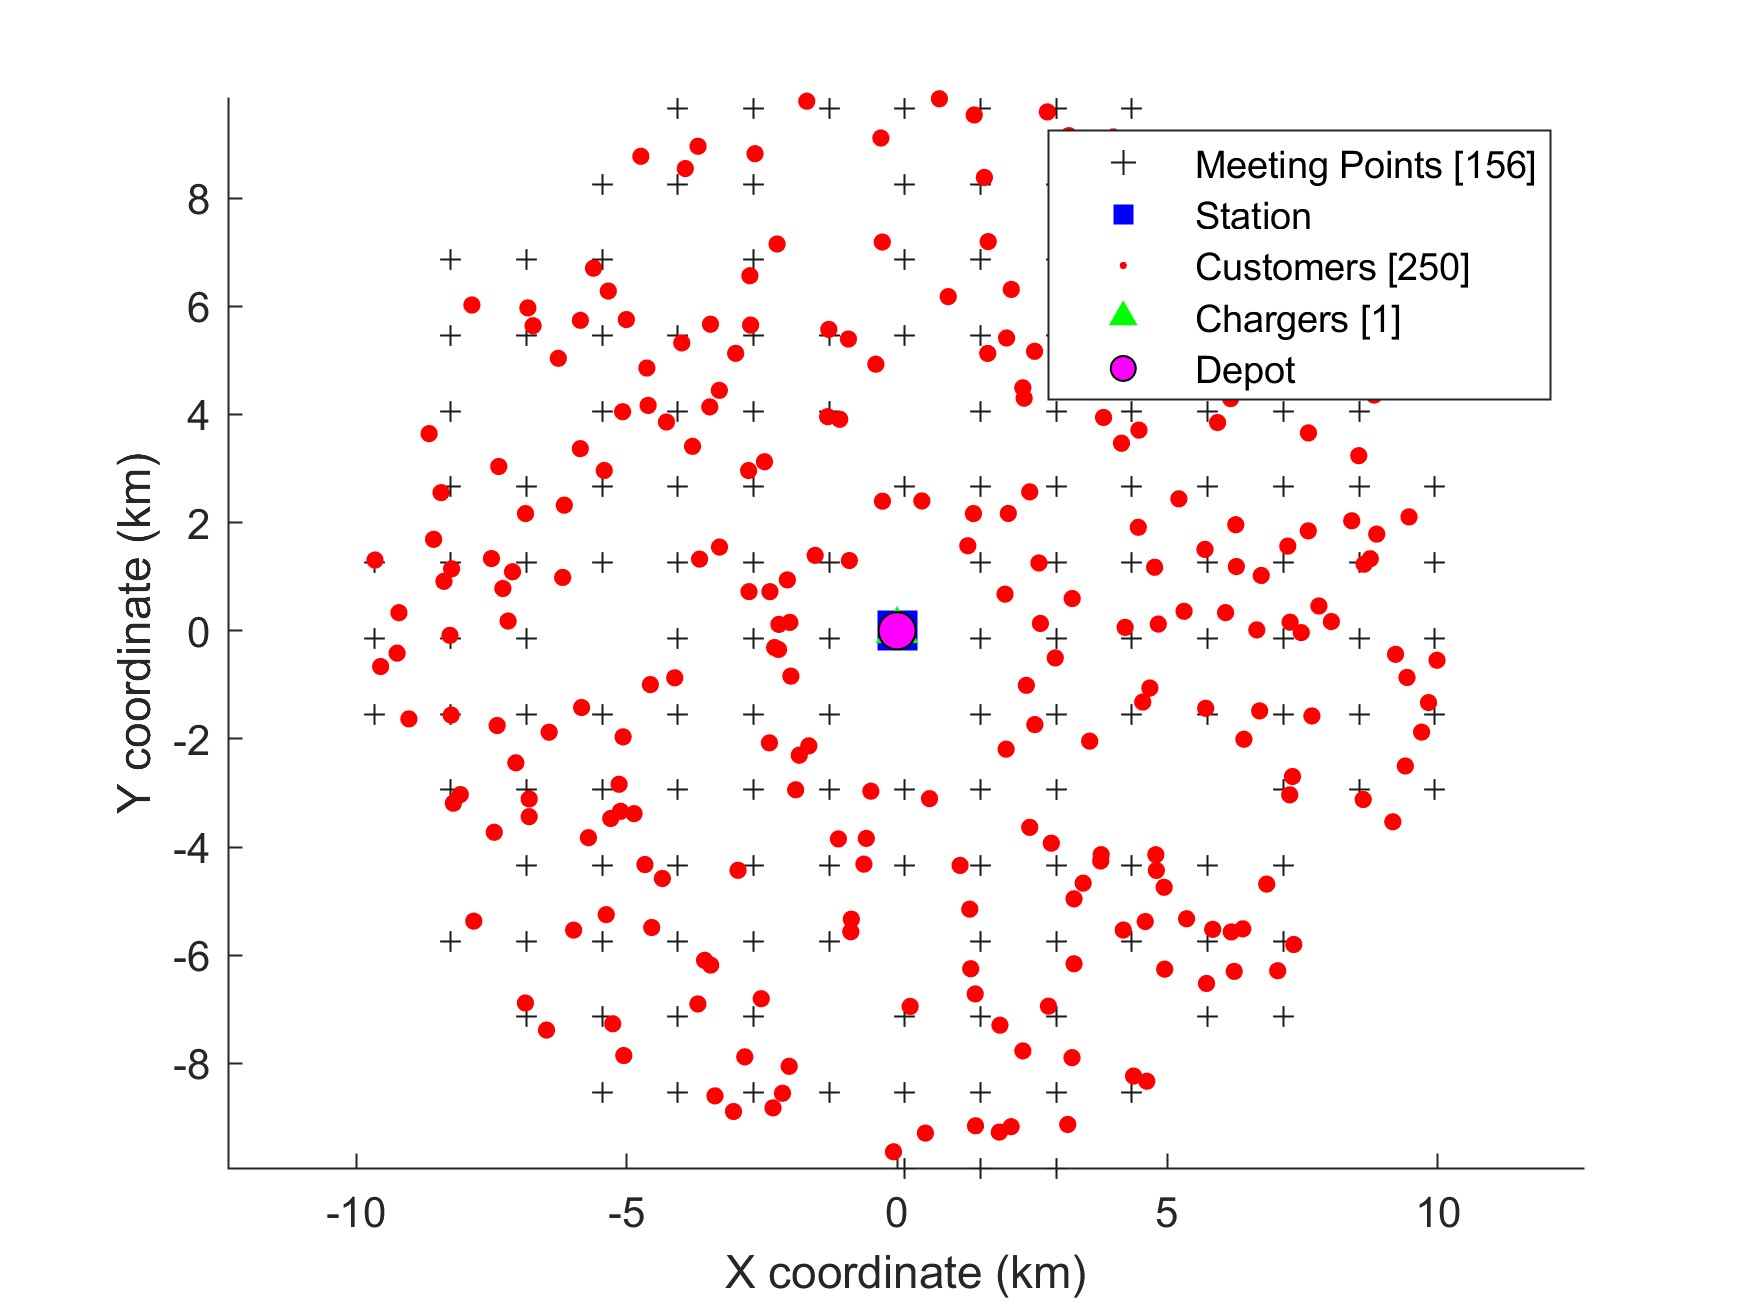 Meeting Points [156]
Station
Customers [250]
Chargers [1]
Depot
8
6
4
2
0
-2
-4
-6
-8
Y coordinate (km)
-10 -5 0 5 10
X coordinate (km)